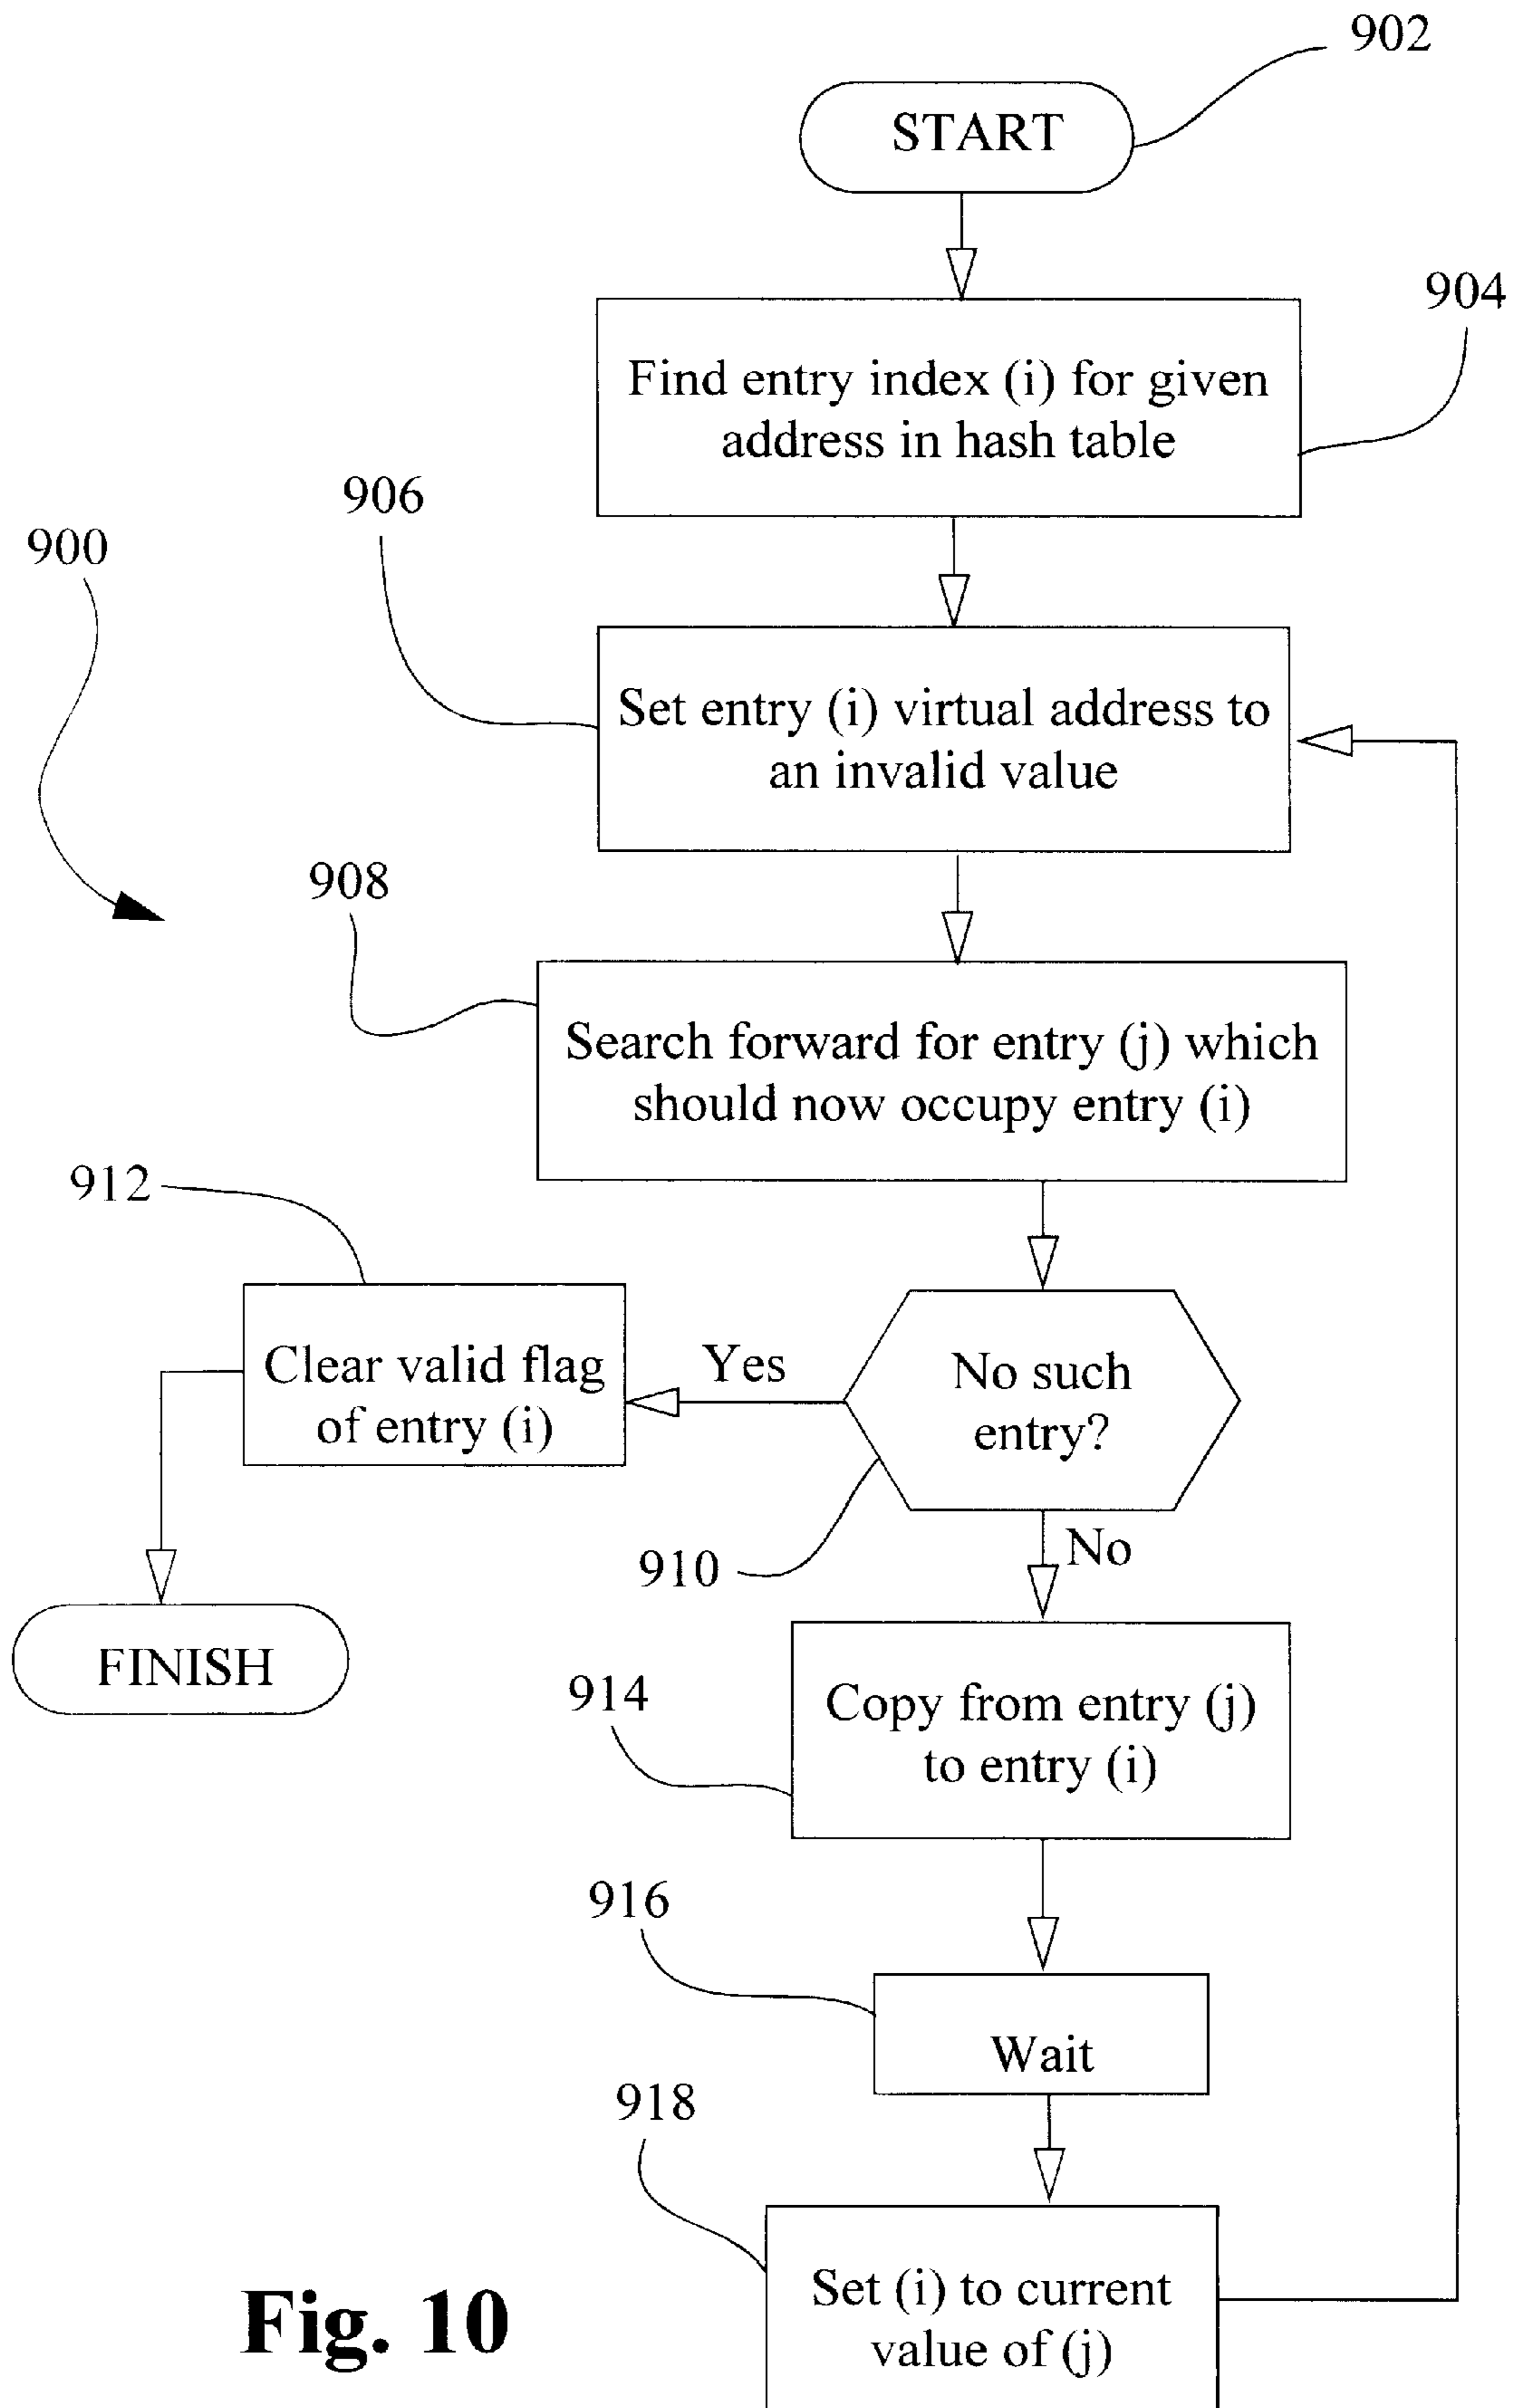 902
START
904
Find entry index (i) for given
address in hash table
906
900
Set entry (i) virtual address to
an invalid value
908
Search forward for entry (j) which
should now occupy entry (i)
912
Clear valid flag
of entry (i)
Yes
No such
entry?
910
No
FINISH
914
Copy from entry (j)
to entry (i)
916
Wait
918
Set (i) to current
value of (j)
Fig. 10